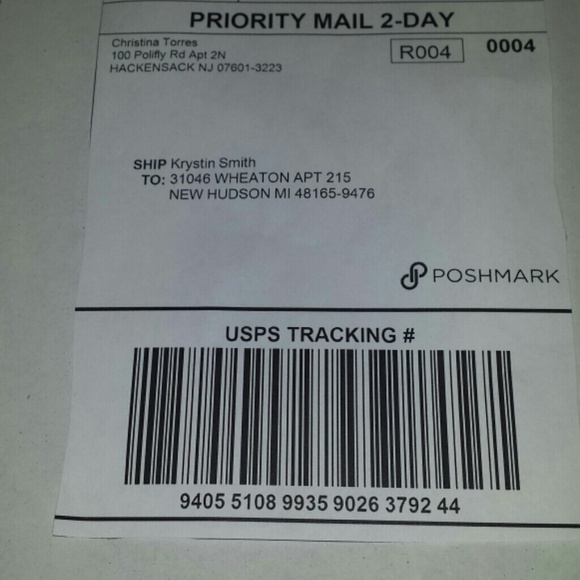 PRIORITY MAIL 2-DAY
Christina Torres
100 Polifly Rd Apt 2N
HACKENSACK NJ 07601-3223
R004
0004
SHIP Krystin Smith
TO: 31046 WHEATON APT 215
NEW HUDSON MI 48165-9476
POSHMARK
USPS TRACKING #
9405 5108 9935 9026 3792 44